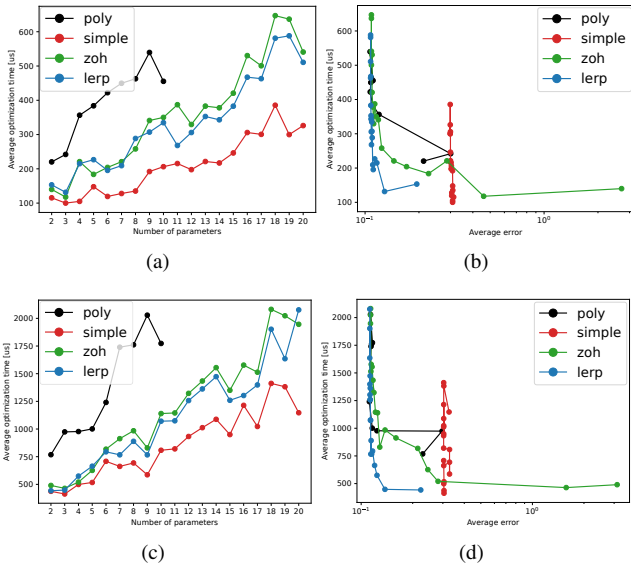 poly
simple
zoh
lerp
600
500
400
300
200
100
Average optimization time [us]
2 3 4 5 6 7 8 9 10 11 12 13 14 15 16 17 18 19 20
Number of parameters
(a)
poly
simple
zoh
lerp
600
500
400
300
200
100
Average optimization time [us]
10⁻¹ 10⁰
Average error
(b)
poly
simple
zoh
lerp
2000
1750
1500
1250
1000
750
500
Average optimization time [us]
2 3 4 5 6 7 8 9 10 11 12 13 14 15 16 17 18 19 20
Number of parameters
(c)
poly
simple
zoh
lerp
2000
1750
1500
1250
1000
750
500
Average optimization time [us]
10⁻¹ 10⁰
Average error
(d)